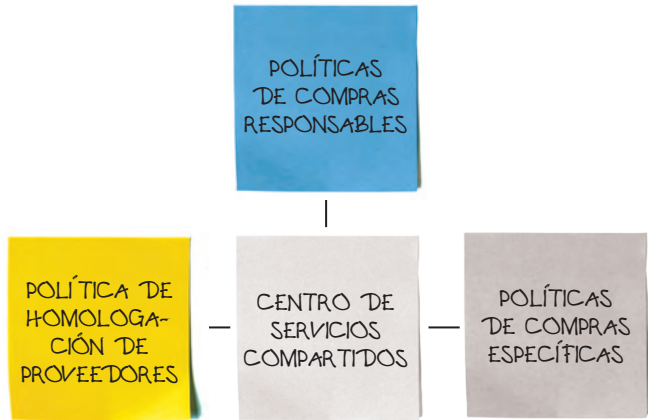 POLÍTICAS
DE COMPRAS
RESPONSABLES
POLÍTICA DE
HOMOLOGA-
CIÓN DE
PROVEEDORES
CENTRO DE
SERVICIOS
COMPARTIDOS
POLÍTICAS
DE COMPRAS
ESPECÍFICAS